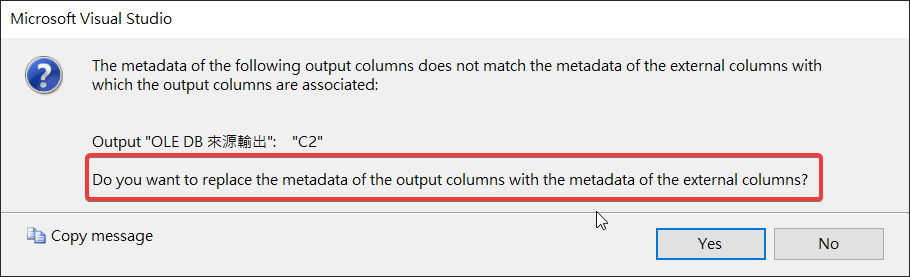 Microsoft Visual Studio
The metadata of the following output columns does not match the metadata of the external columns with
which the output columns are associated:
Output "OLE DB 來源輸出": "C2"
Do you want to replace the metadata of the output columns with the metadata of the external columns?
Copy message
Yes
No